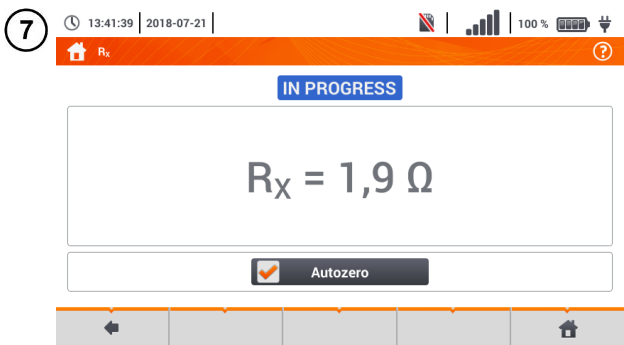 7
13:41:39 2018-07-21 100 %
Rx ?
IN PROGRESS
RX = 1,9 Ω
Autozero